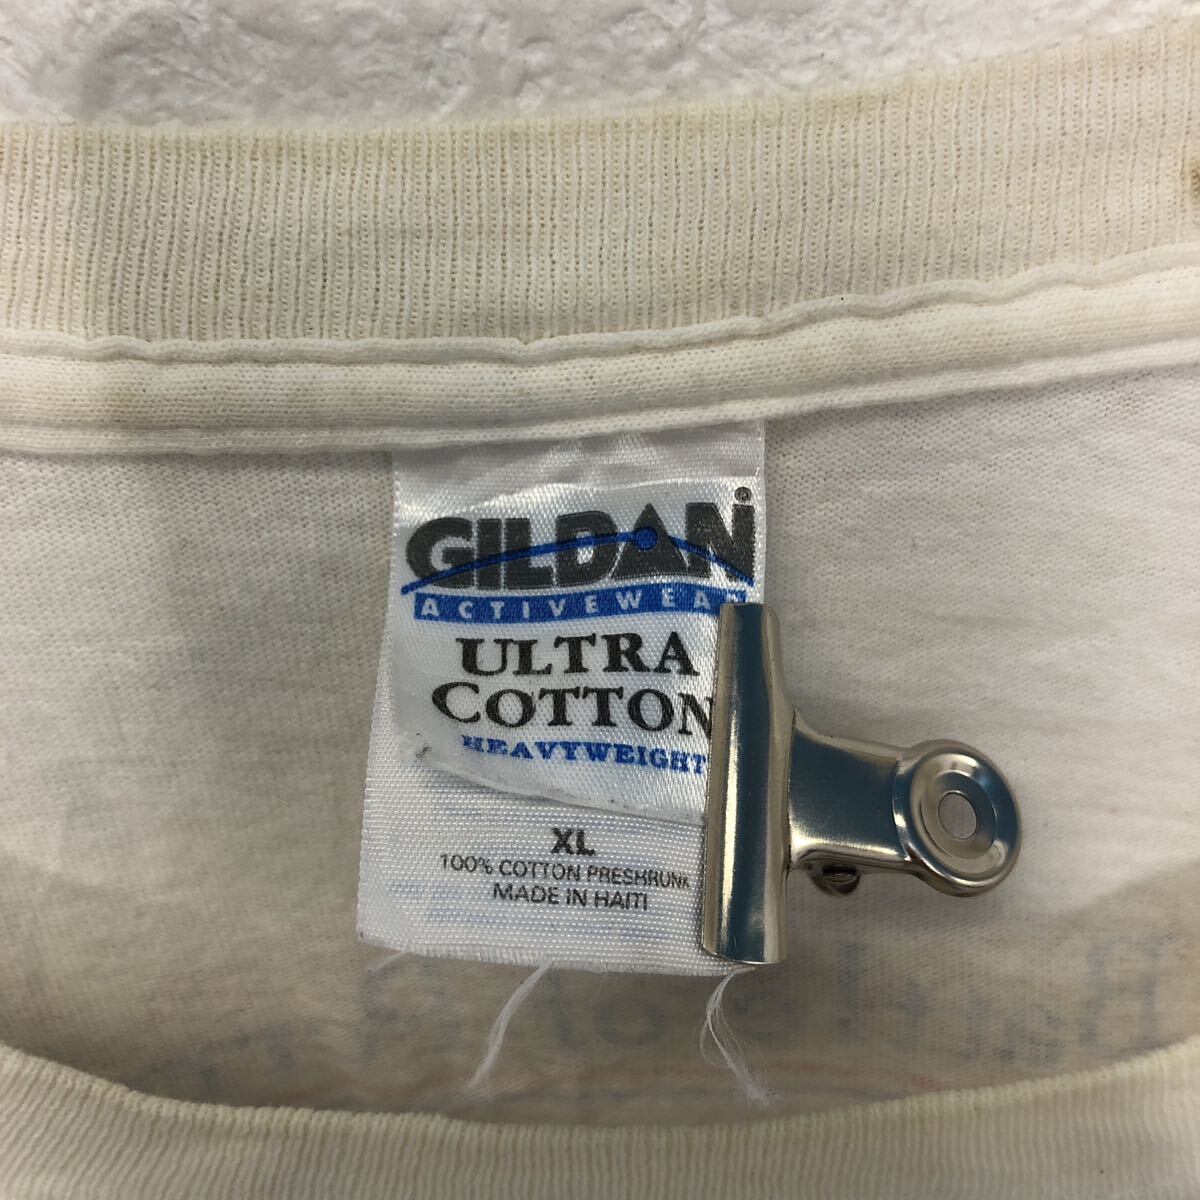 GILDAN®
ACTIVEWEAR
ULTRA
COTTON
HEAVYWEIGHT
XL
100% COTTON PRESHRUNK
MADE IN HAITI